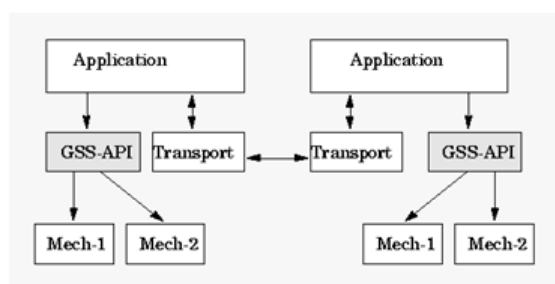 Application
Application
GSS-API
Transport
Transport
GSS-API
Mech-1
Mech-2
Mech-1
Mech-2